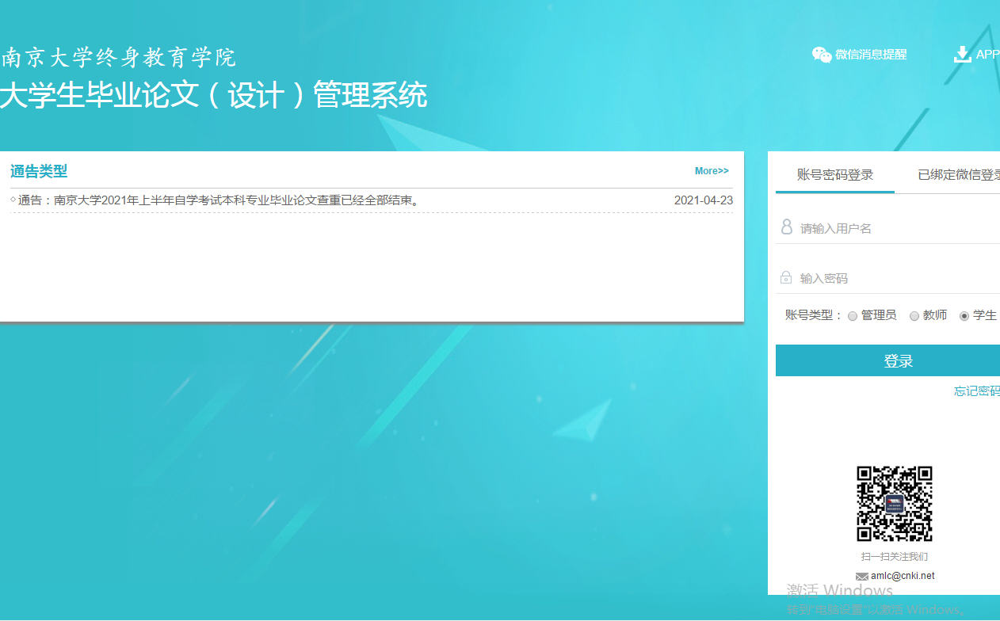 南京大学终身教育学院
微信消息提醒
APP
大学生毕业论文（设计）管理系统
通告类型
More>>
通告：南京大学2021年上半年自学考试本科专业毕业论文查重已经全部结束。
2021-04-23
账号密码登录
已绑定微信登录
请输入用户名
输入密码
账号类型：
管理员
教师
学生
登录
忘记密码
扫一扫关注我们
amlc@cnki.net
激活 Windows
转到"电脑设置"以激活 Windows。